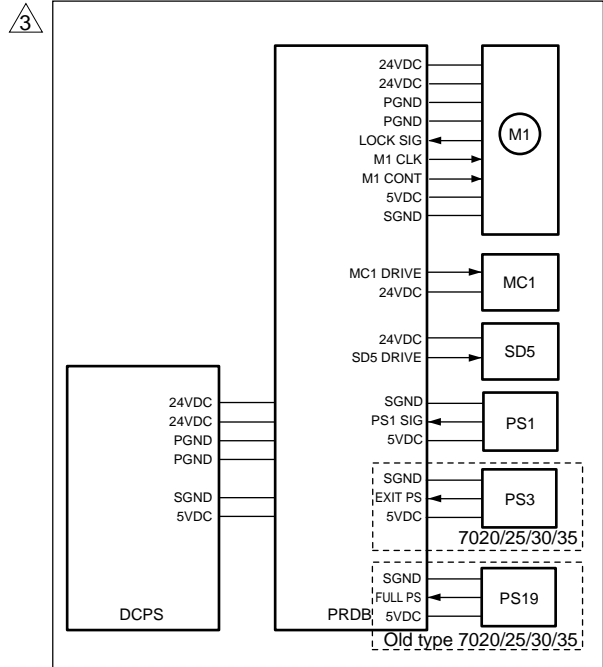 3
24VDC
24VDC
PGND
PGND
LOCK SIG
M1 CLK
M1 CONT
5VDC
SGND
M1
MC1 DRIVE
24VDC
MC1
24VDC
SD5 DRIVE
SD5
SGND
PS1 SIG
5VDC
PS1
SGND
EXIT PS
5VDC
PS3
7020/25/30/35
SGND
FULL PS
5VDC
PS19
Old type 7020/25/30/35
24VDC
24VDC
PGND
PGND
SGND
5VDC
DCPS
PRDB